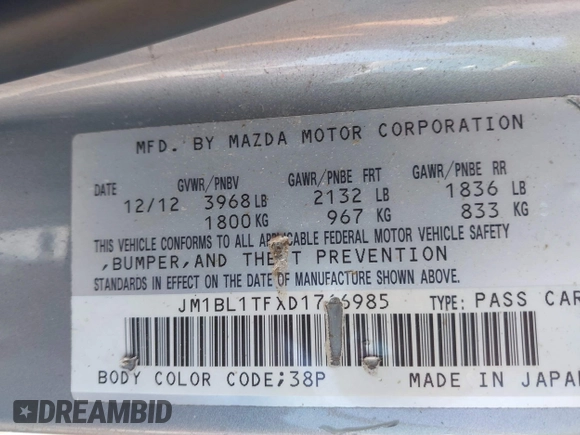 MFD. BY MAZDA MOTOR CORPORATION
DATE GVWR/PNBV GAWR/PNBE FRT GAWR/PNBE RR
12/12 3968 LB 2132 LB 1836 LB
1800 KG 967 KG 833 KG
THIS VEHICLE CONFORMS TO ALL APPLICABLE FEDERAL MOTOR VEHICLE SAFETY
,BUMPER,AND THEFT PREVENTION
STANDARDS IN EFFECT ON THE DATE OF MANUFACTURE SHOWN ABOVE.
TYPE: PASS CAR
BODY COLOR CODE;38P MADE IN JAPAN
DREAMBID